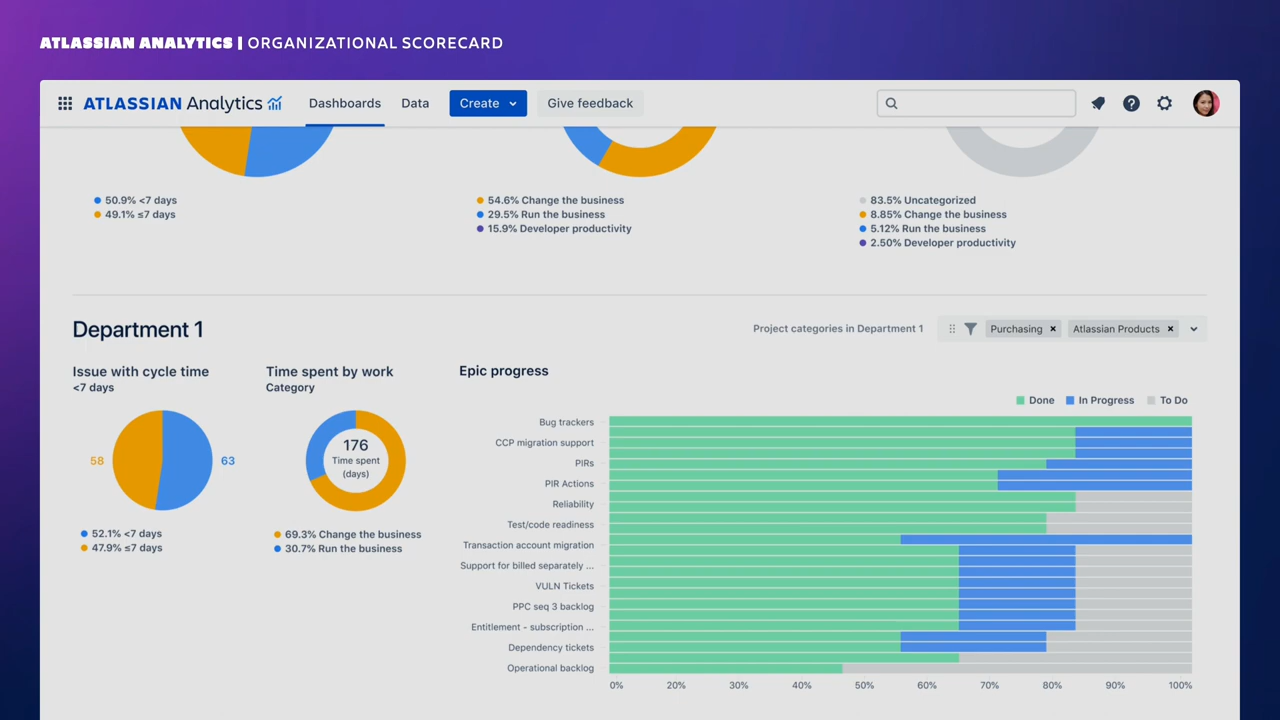 ATLASSIAN ANALYTICS | ORGANIZATIONAL SCORECARD
ATLASSIAN Analytics Dashboards Data Create Give feedback
50.9% <7 days
49.1% ≤7 days
54.6% Change the business
29.5% Run the business
15.9% Developer productivity
83.5% Uncategorized
8.85% Change the business
5.12% Run the business
2.50% Developer productivity
Department 1
Project categories in Department 1 Purchasing × Atlassian Products ×
Issue with cycle time
<7 days
58
63
52.1% <7 days
47.9% ≤7 days
Time spent by work
Category
176
Time spent
(days)
69.3% Change the business
30.7% Run the business
Epic progress
Done In Progress To Do
Bug trackers
CCP migration support
PIRs
PIR Actions
Reliability
Test/code readiness
Transaction account migration
Support for billed separately ...
VULN Tickets
PPC seq 3 backlog
Entitlement - subscription ...
Dependency tickets
Operational backlog
0% 20% 30% 40% 50% 60% 70% 80% 90% 100%